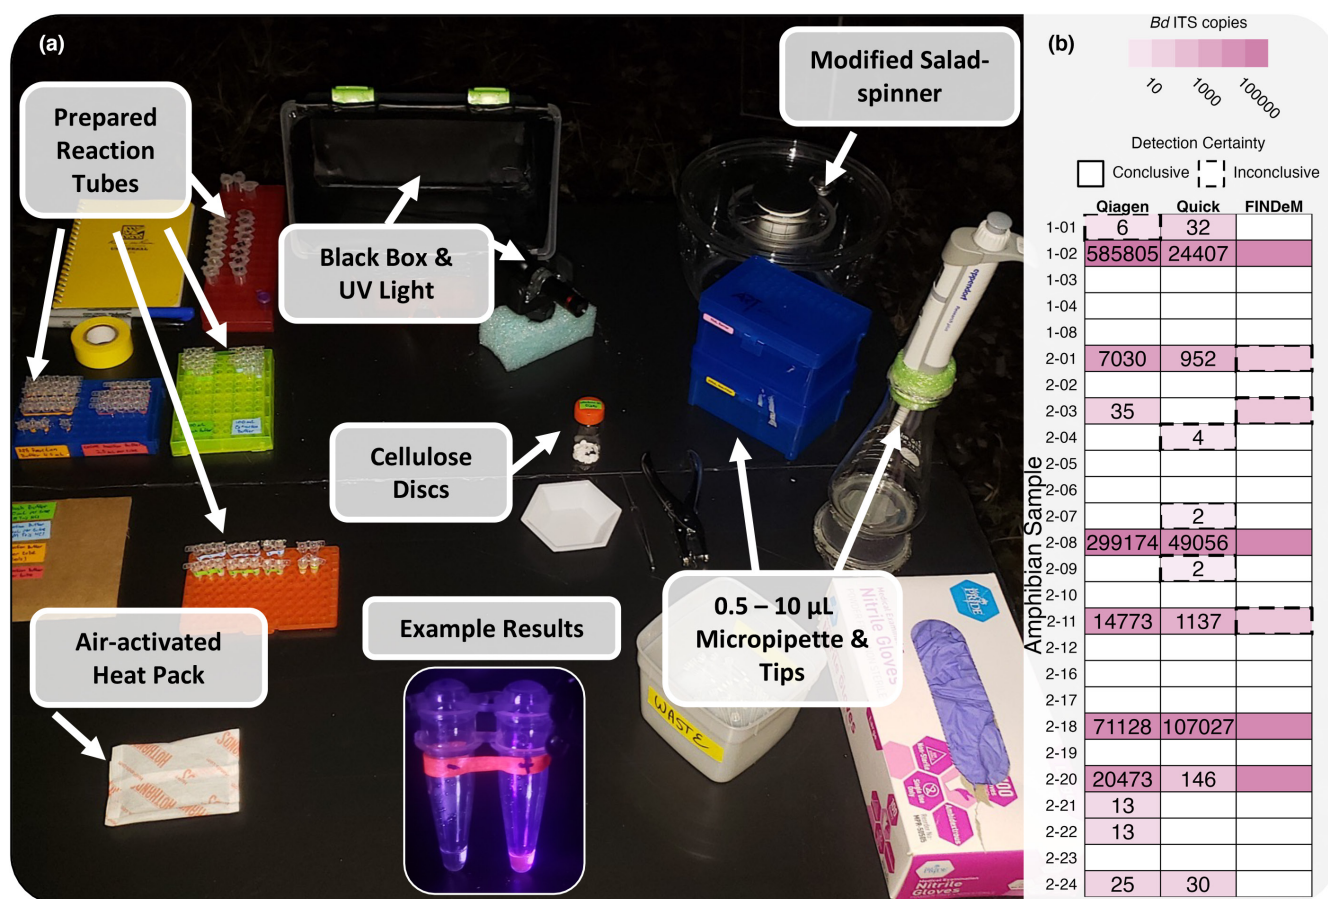 (a)
Prepared
Reaction
Tubes
Modified Salad-
spinner
Black Box &
UV Light
Cellulose
Discs
0.5 – 10 µL
Micropipette &
Tips
Air-activated
Heat Pack
Example Results
eppendorf
WASTE
PRIDE
Nitrile Gloves
Nitrile
Gloves
(b)
Bd ITS copies
10 1000 100000
Detection Certainty
Conclusive Inconclusive
Qiagen Quick FINDeM
Amphibian Sample
1-01 6 32
1-02 585805 24407
1-03
1-04
1-08
2-01 7030 952
2-02
2-03 35
2-04 4
2-05
2-06
2-07 2
2-08 299174 49056
2-09 2
2-10
2-11 14773 1137
2-12
2-16
2-17
2-18 71128 107027
2-19
2-20 20473 146
2-21 13
2-22 13
2-23
2-24 25 30